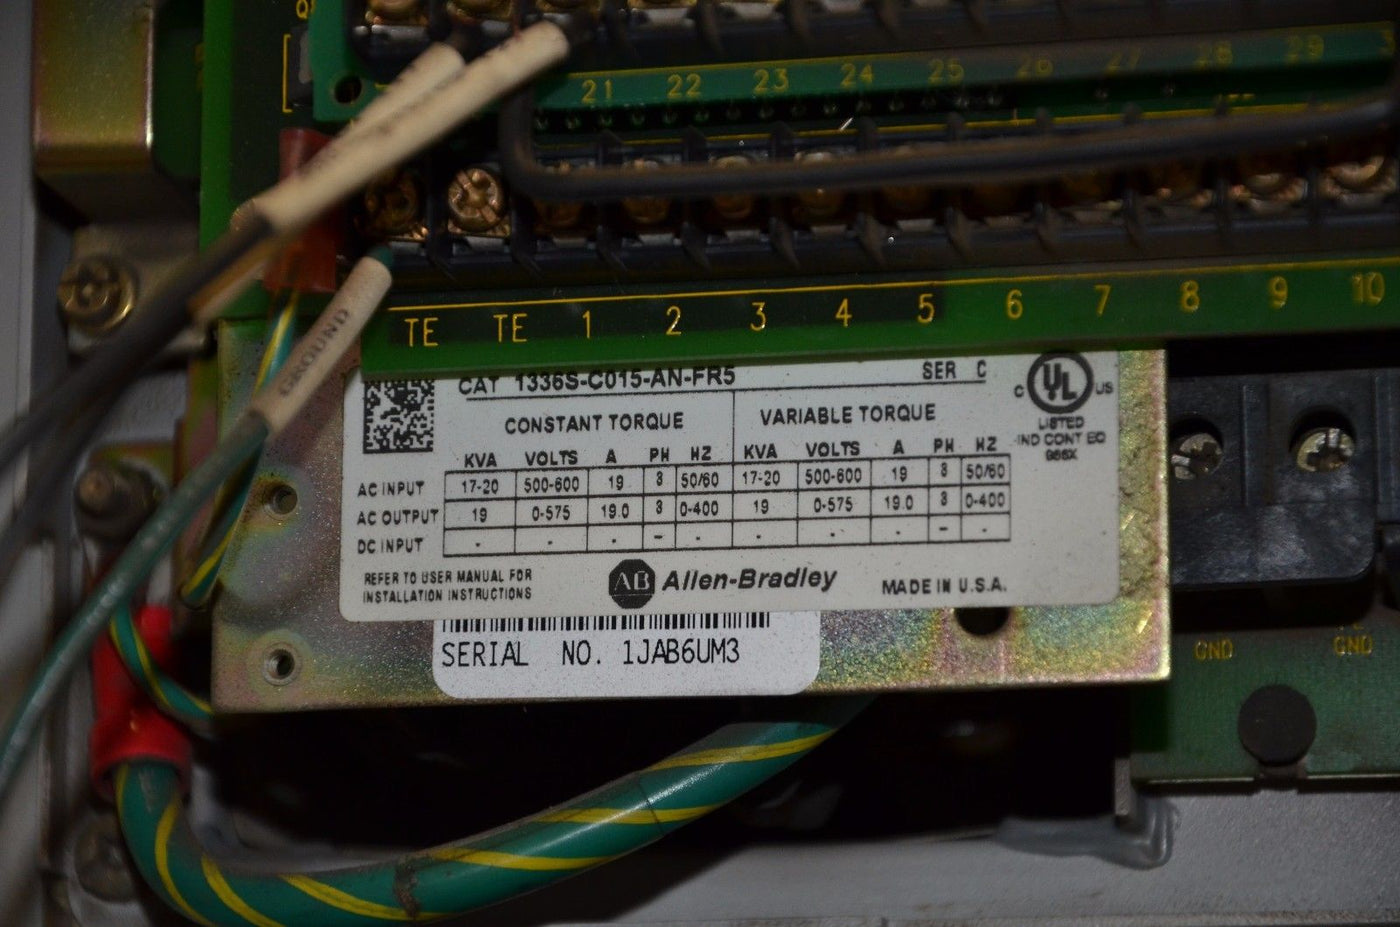 21 22 23 24 25 26 27 28 29
TE TE 1 2 3 4 5 6 7 8 9 10
GROUND
CAT 1336S-C015-AN-FR5 SER C
CONSTANT TORQUE VARIABLE TORQUE
KVA VOLTS A PH HZ KVA VOLTS A PH HZ
AC INPUT 17-20 500-600 19 3 50/60 17-20 500-600 19 3 50/60
AC OUTPUT 19 0-575 19.0 3 0-400 19 0-575 19.0 3 0-400
DC INPUT - - - - - - - - - -
REFER TO USER MANUAL FOR
INSTALLATION INSTRUCTIONS
AB Allen-Bradley
MADE IN U.S.A.
C UL US
LISTED
IND CONT EQ
966X
SERIAL NO. 1JAB6UM3
GND GND